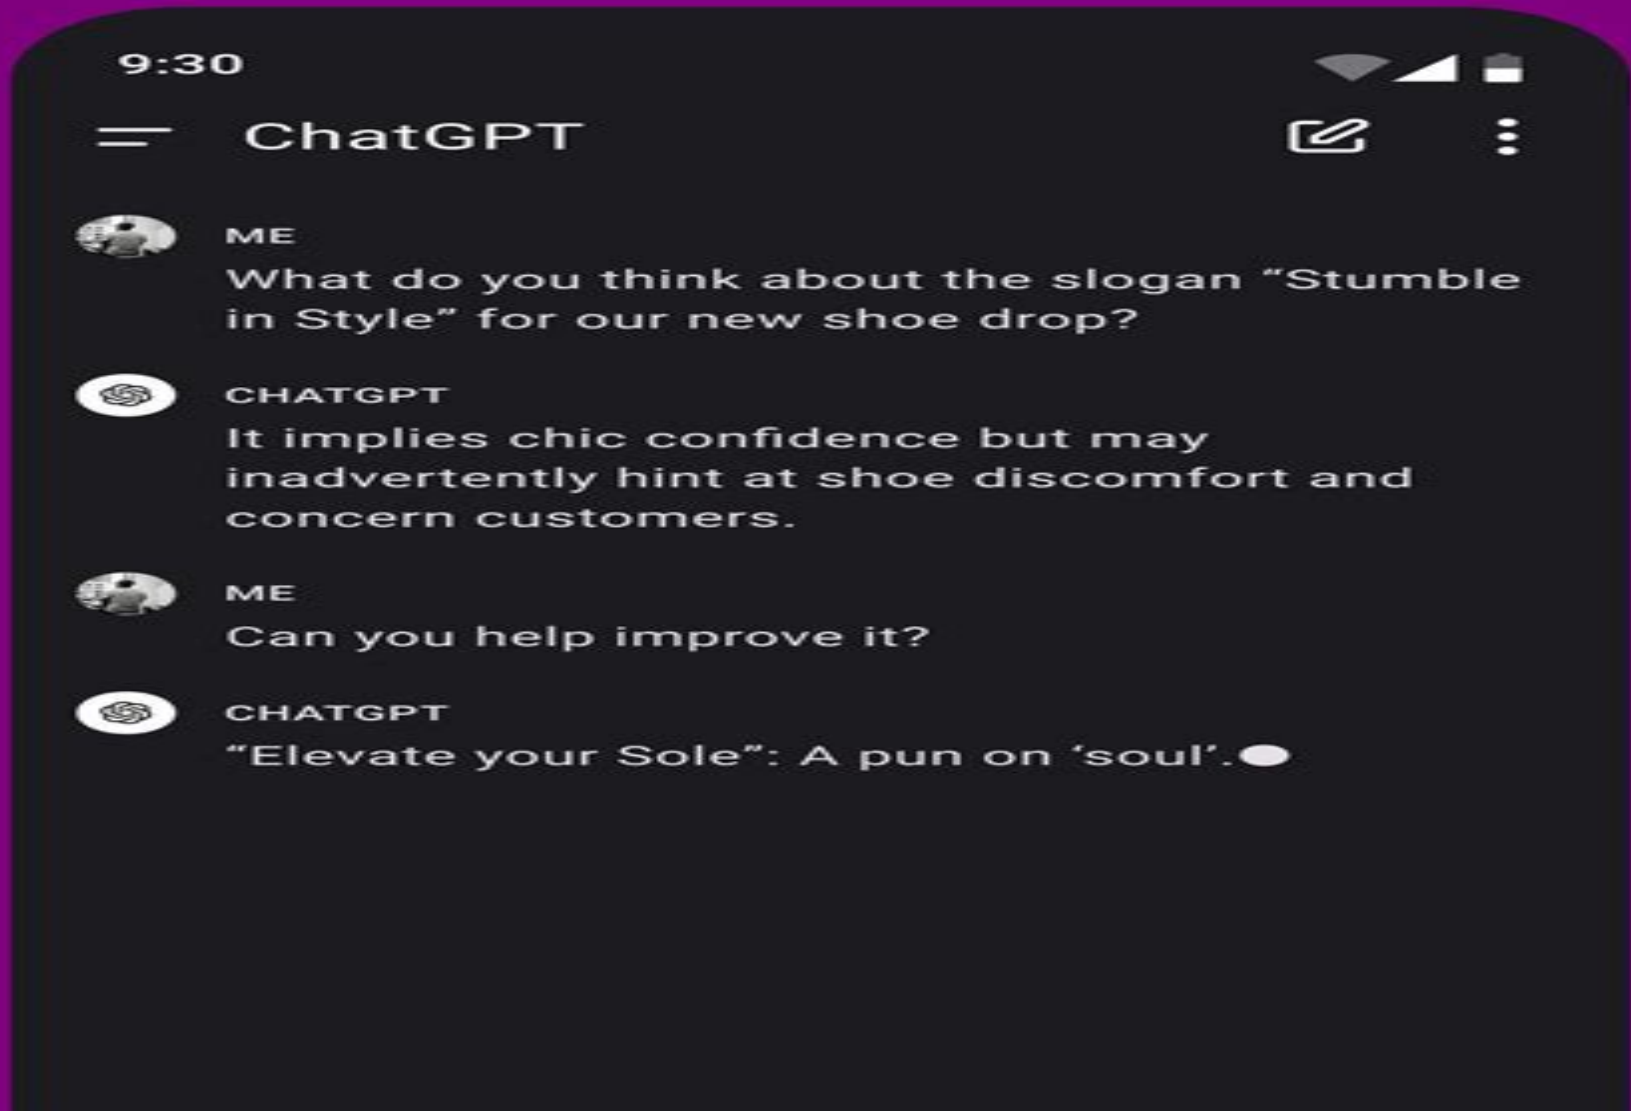 9:30
ChatGPT
ME
What do you think about the slogan “Stumble
in Style” for our new shoe drop?
CHATGPT
It implies chic confidence but may
inadvertently hint at shoe discomfort and
concern customers.
ME
Can you help improve it?
CHATGPT
“Elevate your Sole”: A pun on ‘soul’.